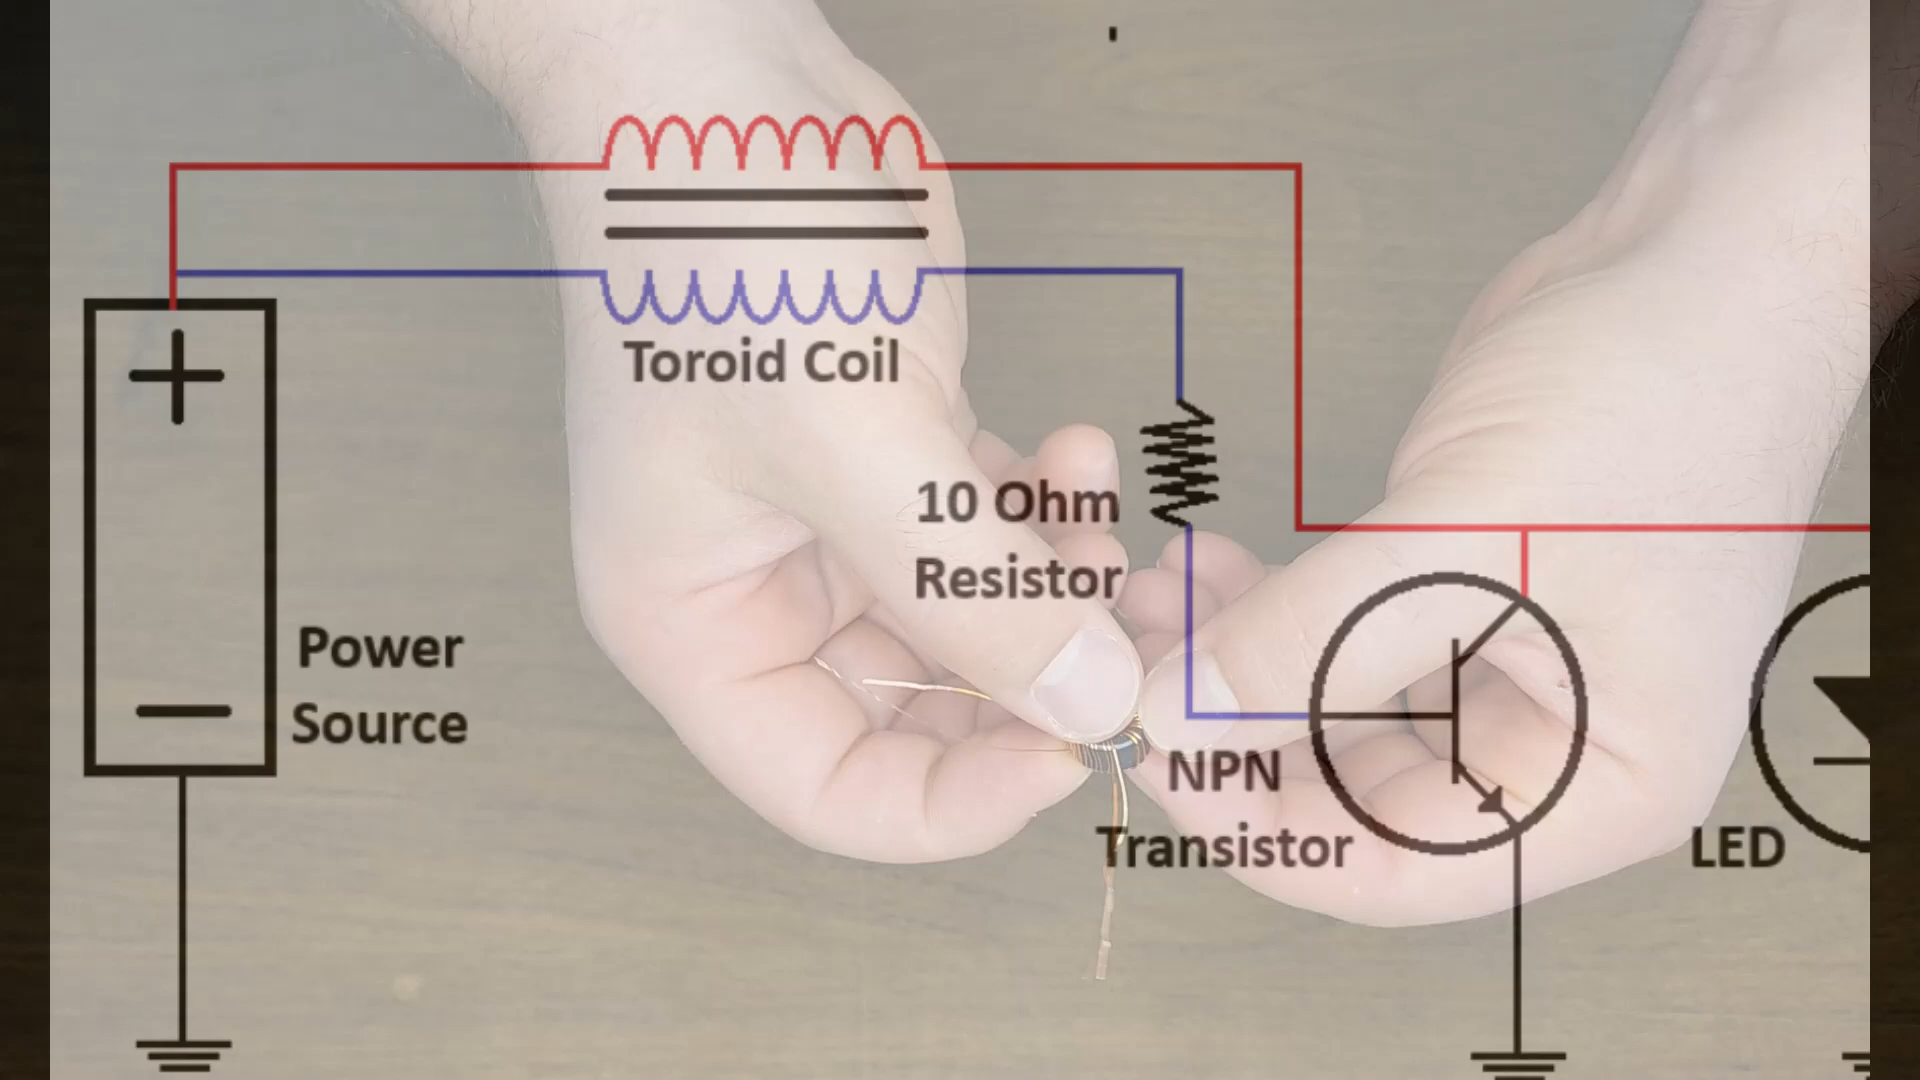 Toroid Coil
10 Ohm
Resistor
Power
Source
NPN
Transistor
LED